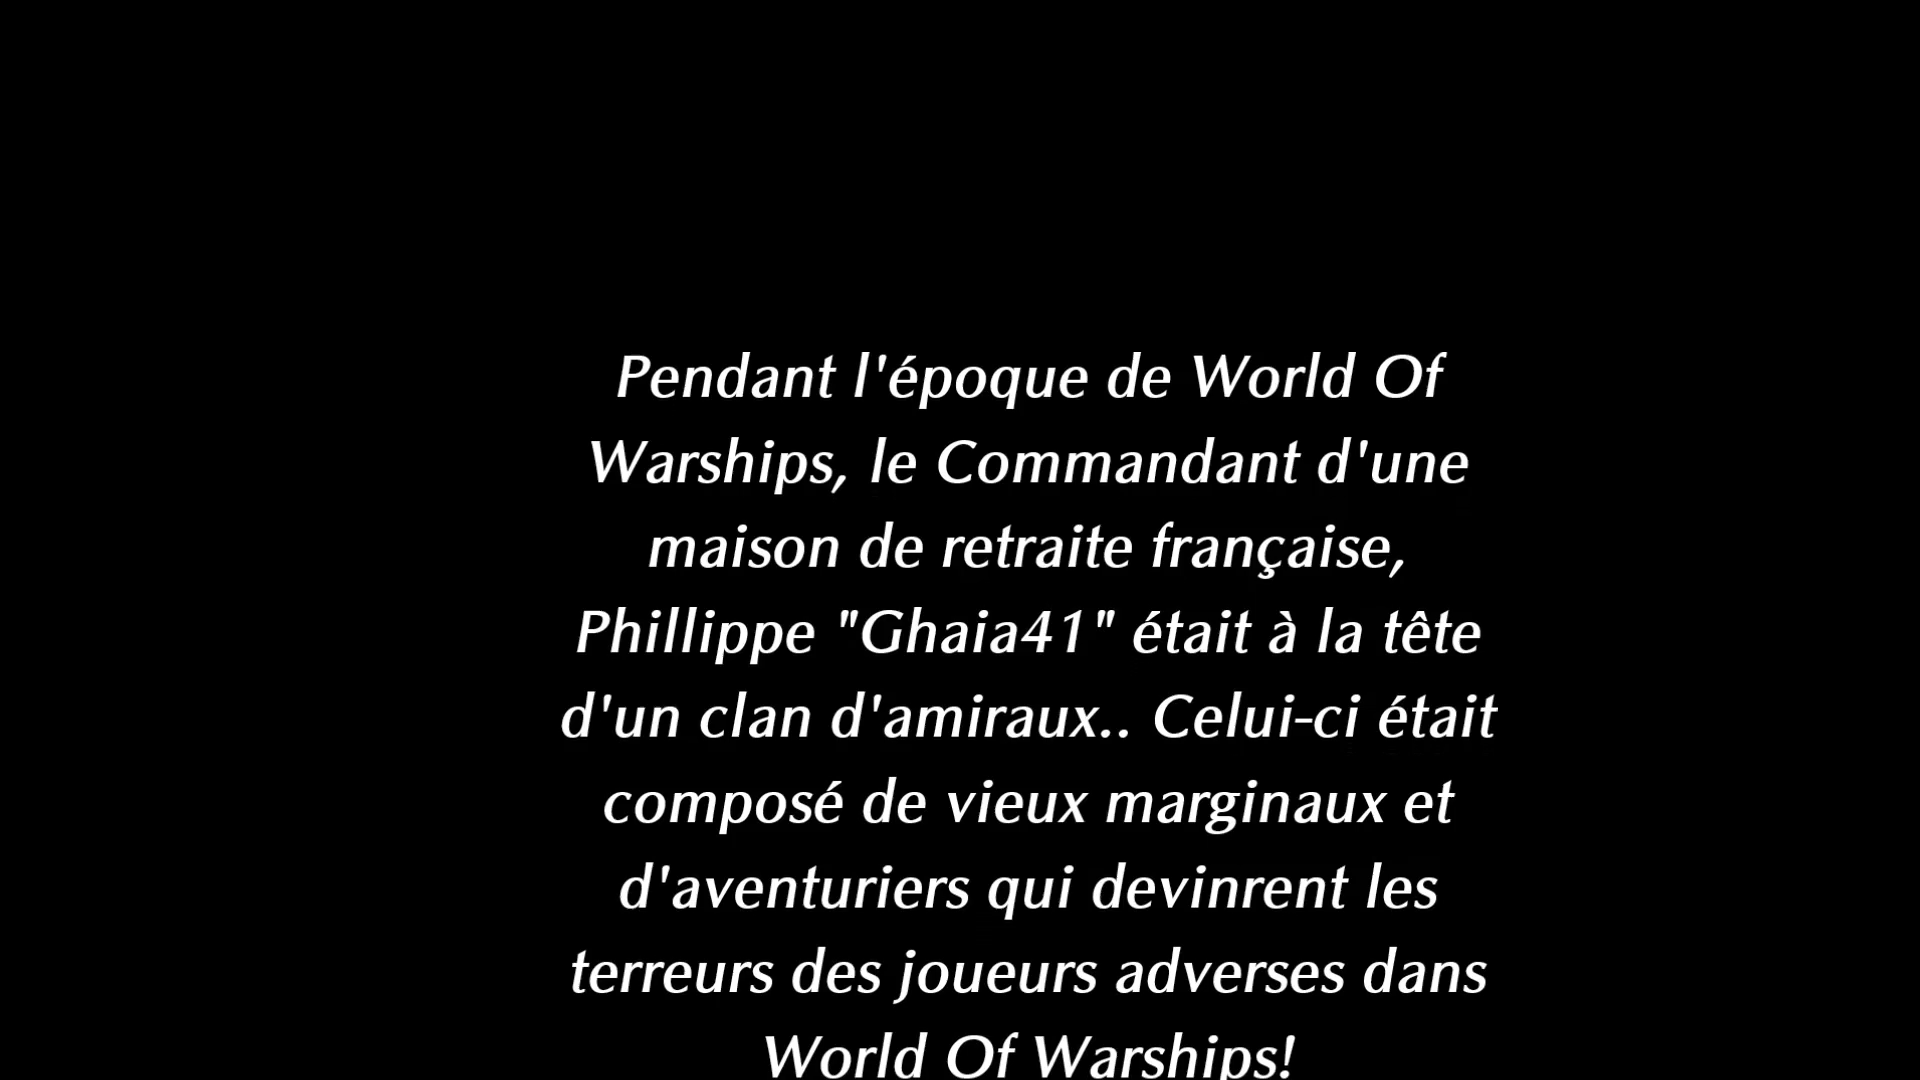 Pendant l'époque de World Of
Warships, le Commandant d'une
maison de retraite française,
Phillippe "Ghaia41" était à la tête
d'un clan d'amiraux.. Celui-ci était
composé de vieux marginaux et
d'aventuriers qui devinrent les
terreurs des joueurs adverses dans
World Of Warships!